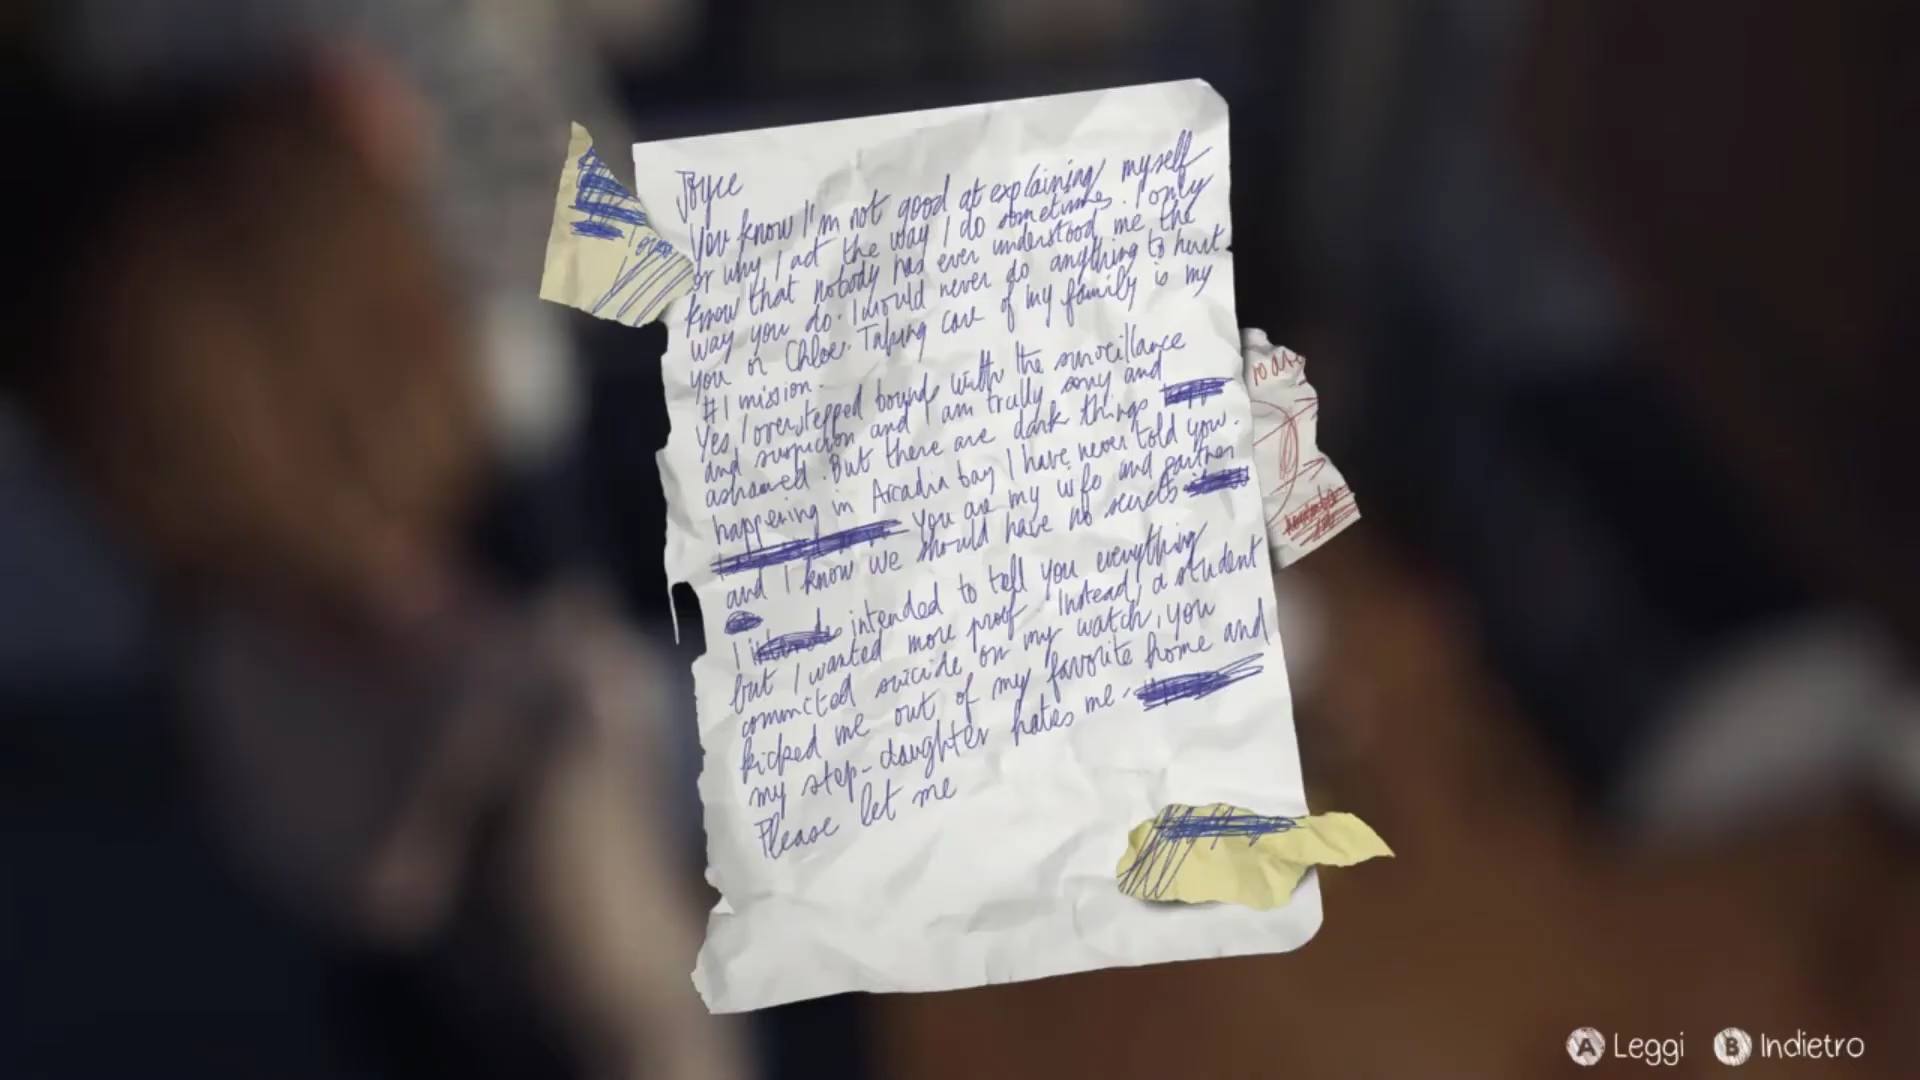 Joyce
You know I'm not good at explaining myself
or why I act the way I do sometimes. I only
know that nobody has ever understood me the
way you do. I would never do anything to hurt
you or Chloe. Taking care of my family is my
#1 mission.
Yes I overstepped bounds with the surveillance
and suspicion and I am trully sorry and
ashamed. But there are dark things
happening in Arcadia bay I have never told you.
You are my wife and partner
and I know we should have no secrets
I intended to tell you everything
but I wanted more proof. Instead, a student
committed suicide on my watch, you
kicked me out of my favorite home and
my step-daughter hates me.
Please let me
A Leggi
B Indietro